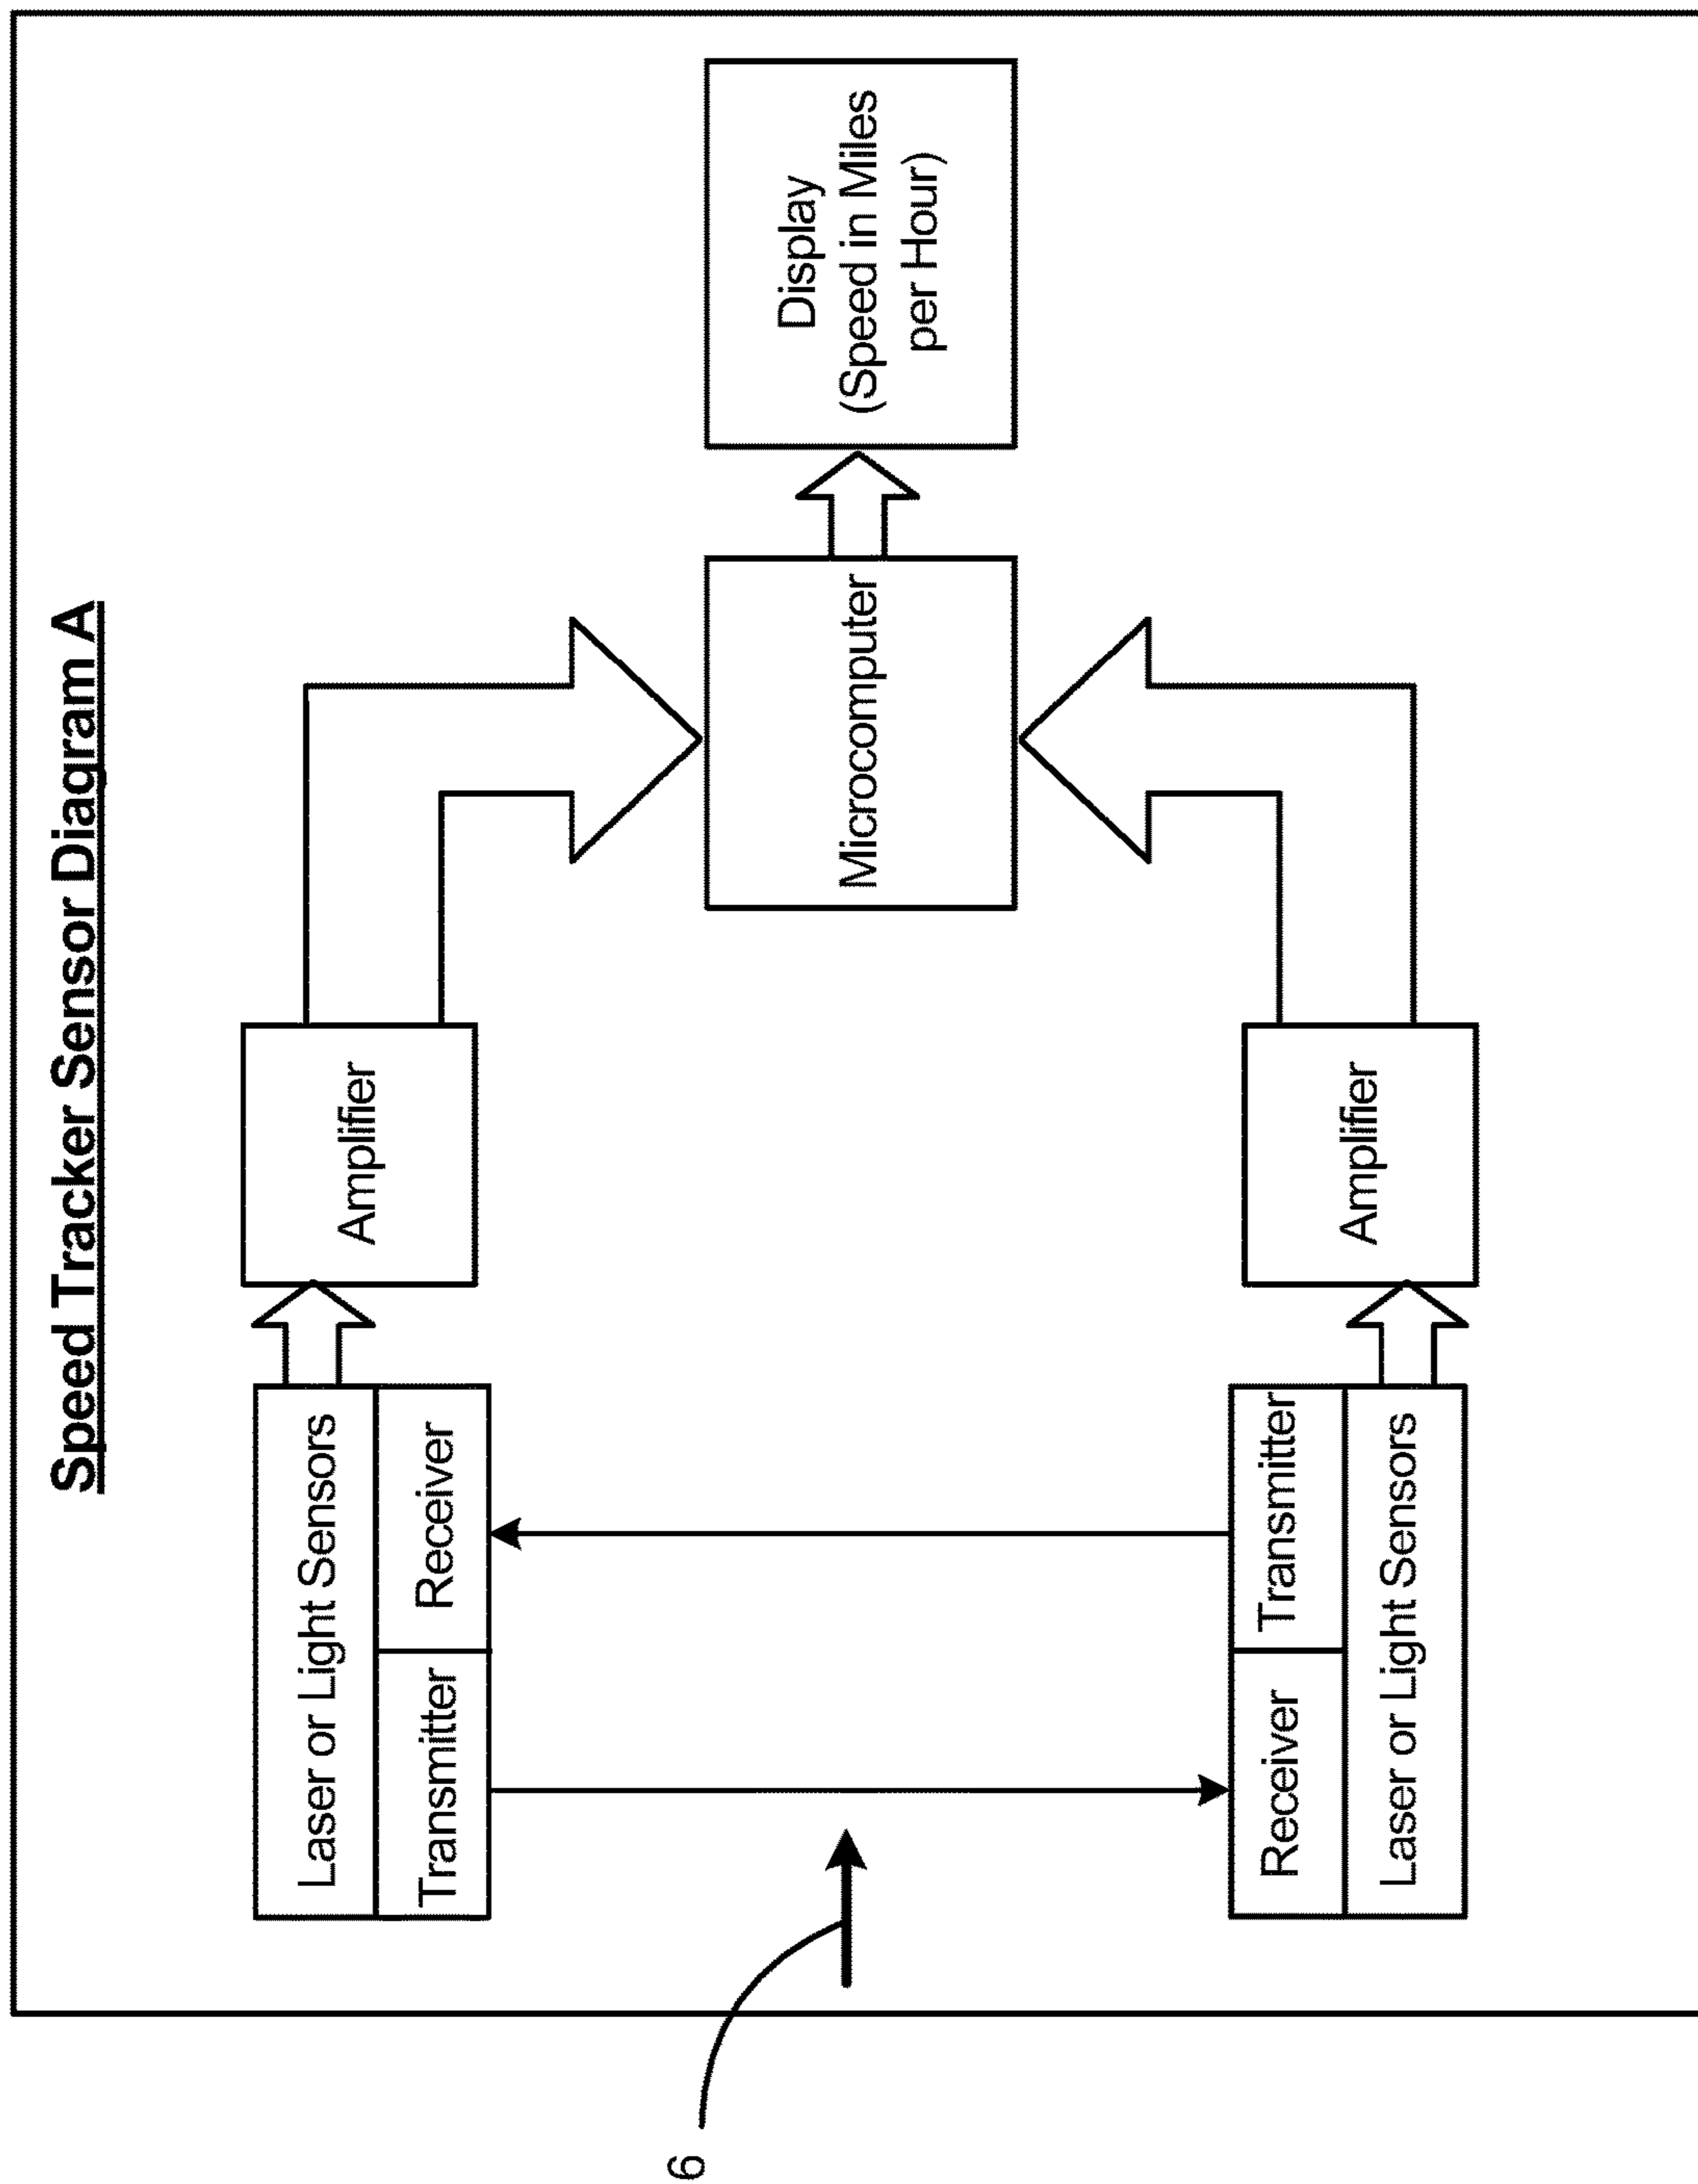 Speed Tracker Sensor Diagram A
Laser or Light Sensors
Transmitter
Receiver
Amplifier
6
Microcomputer
Display
(Speed in Miles
per Hour)
Receiver
Transmitter
Laser or Light Sensors
Amplifier